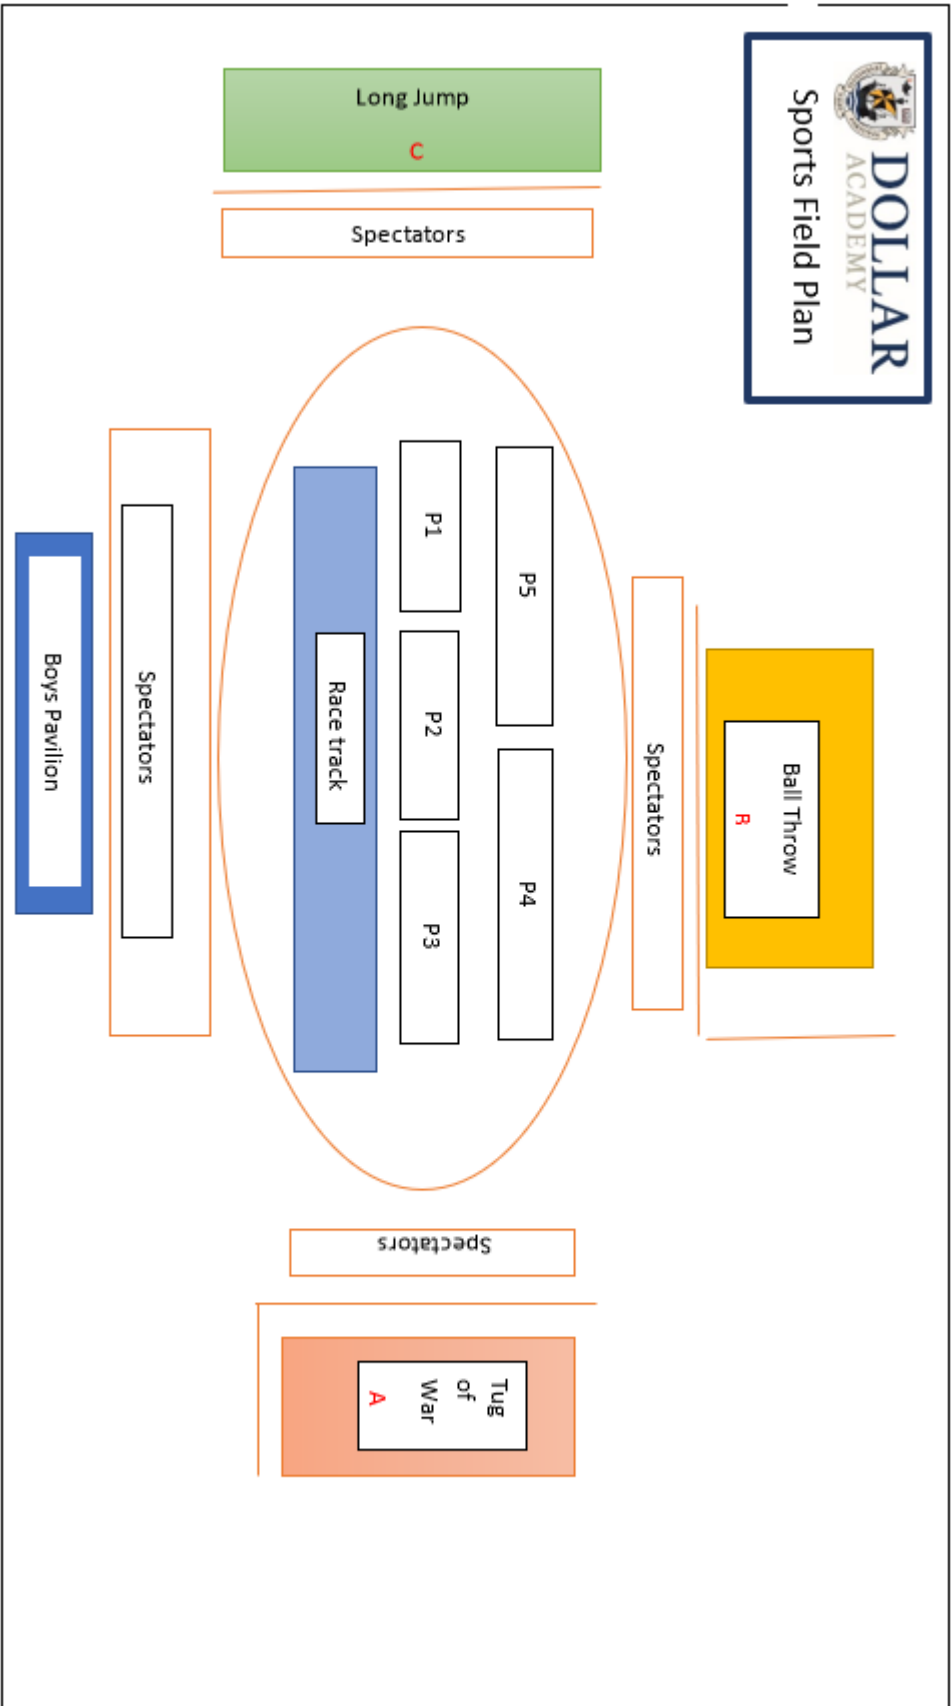 DOLLAR
ACADEMY
Sports Field Plan
Ball Throw
B
Spectators
Long Jump
C
Spectators
P5
P4
P1
P2
P3
Race track
Spectators
Tug
of
War
A
Spectators
Boys Pavilion